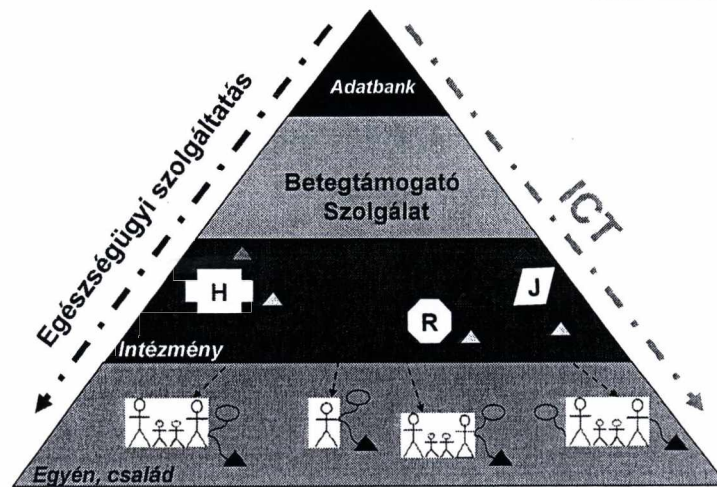 Adatbank
Egészségügyi szolgáltatás
ICT
Betegtámogató
Szolgálat
H
J
R
Intézmény
Egyén, család